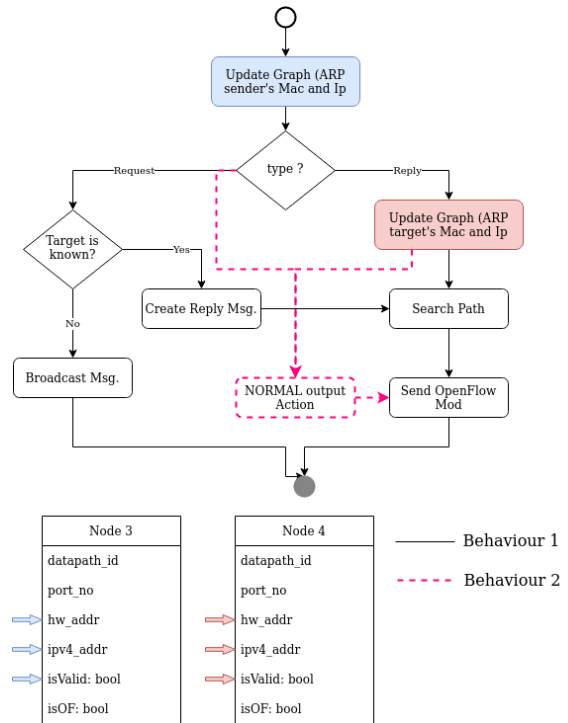 Update Graph (ARP
sender's Mac and Ip
type ?
Request
Reply
Update Graph (ARP
target's Mac and Ip
Target is
known?
Yes
Create Reply Msg.
Search Path
No
Broadcast Msg.
NORMAL output
Action
Send OpenFlow
Mod
Node 3
datapath_id
port_no
hw_addr
ipv4_addr
isValid: bool
isOF: bool
Node 4
datapath_id
port_no
hw_addr
ipv4_addr
isValid: bool
isOF: bool
Behaviour 1
Behaviour 2